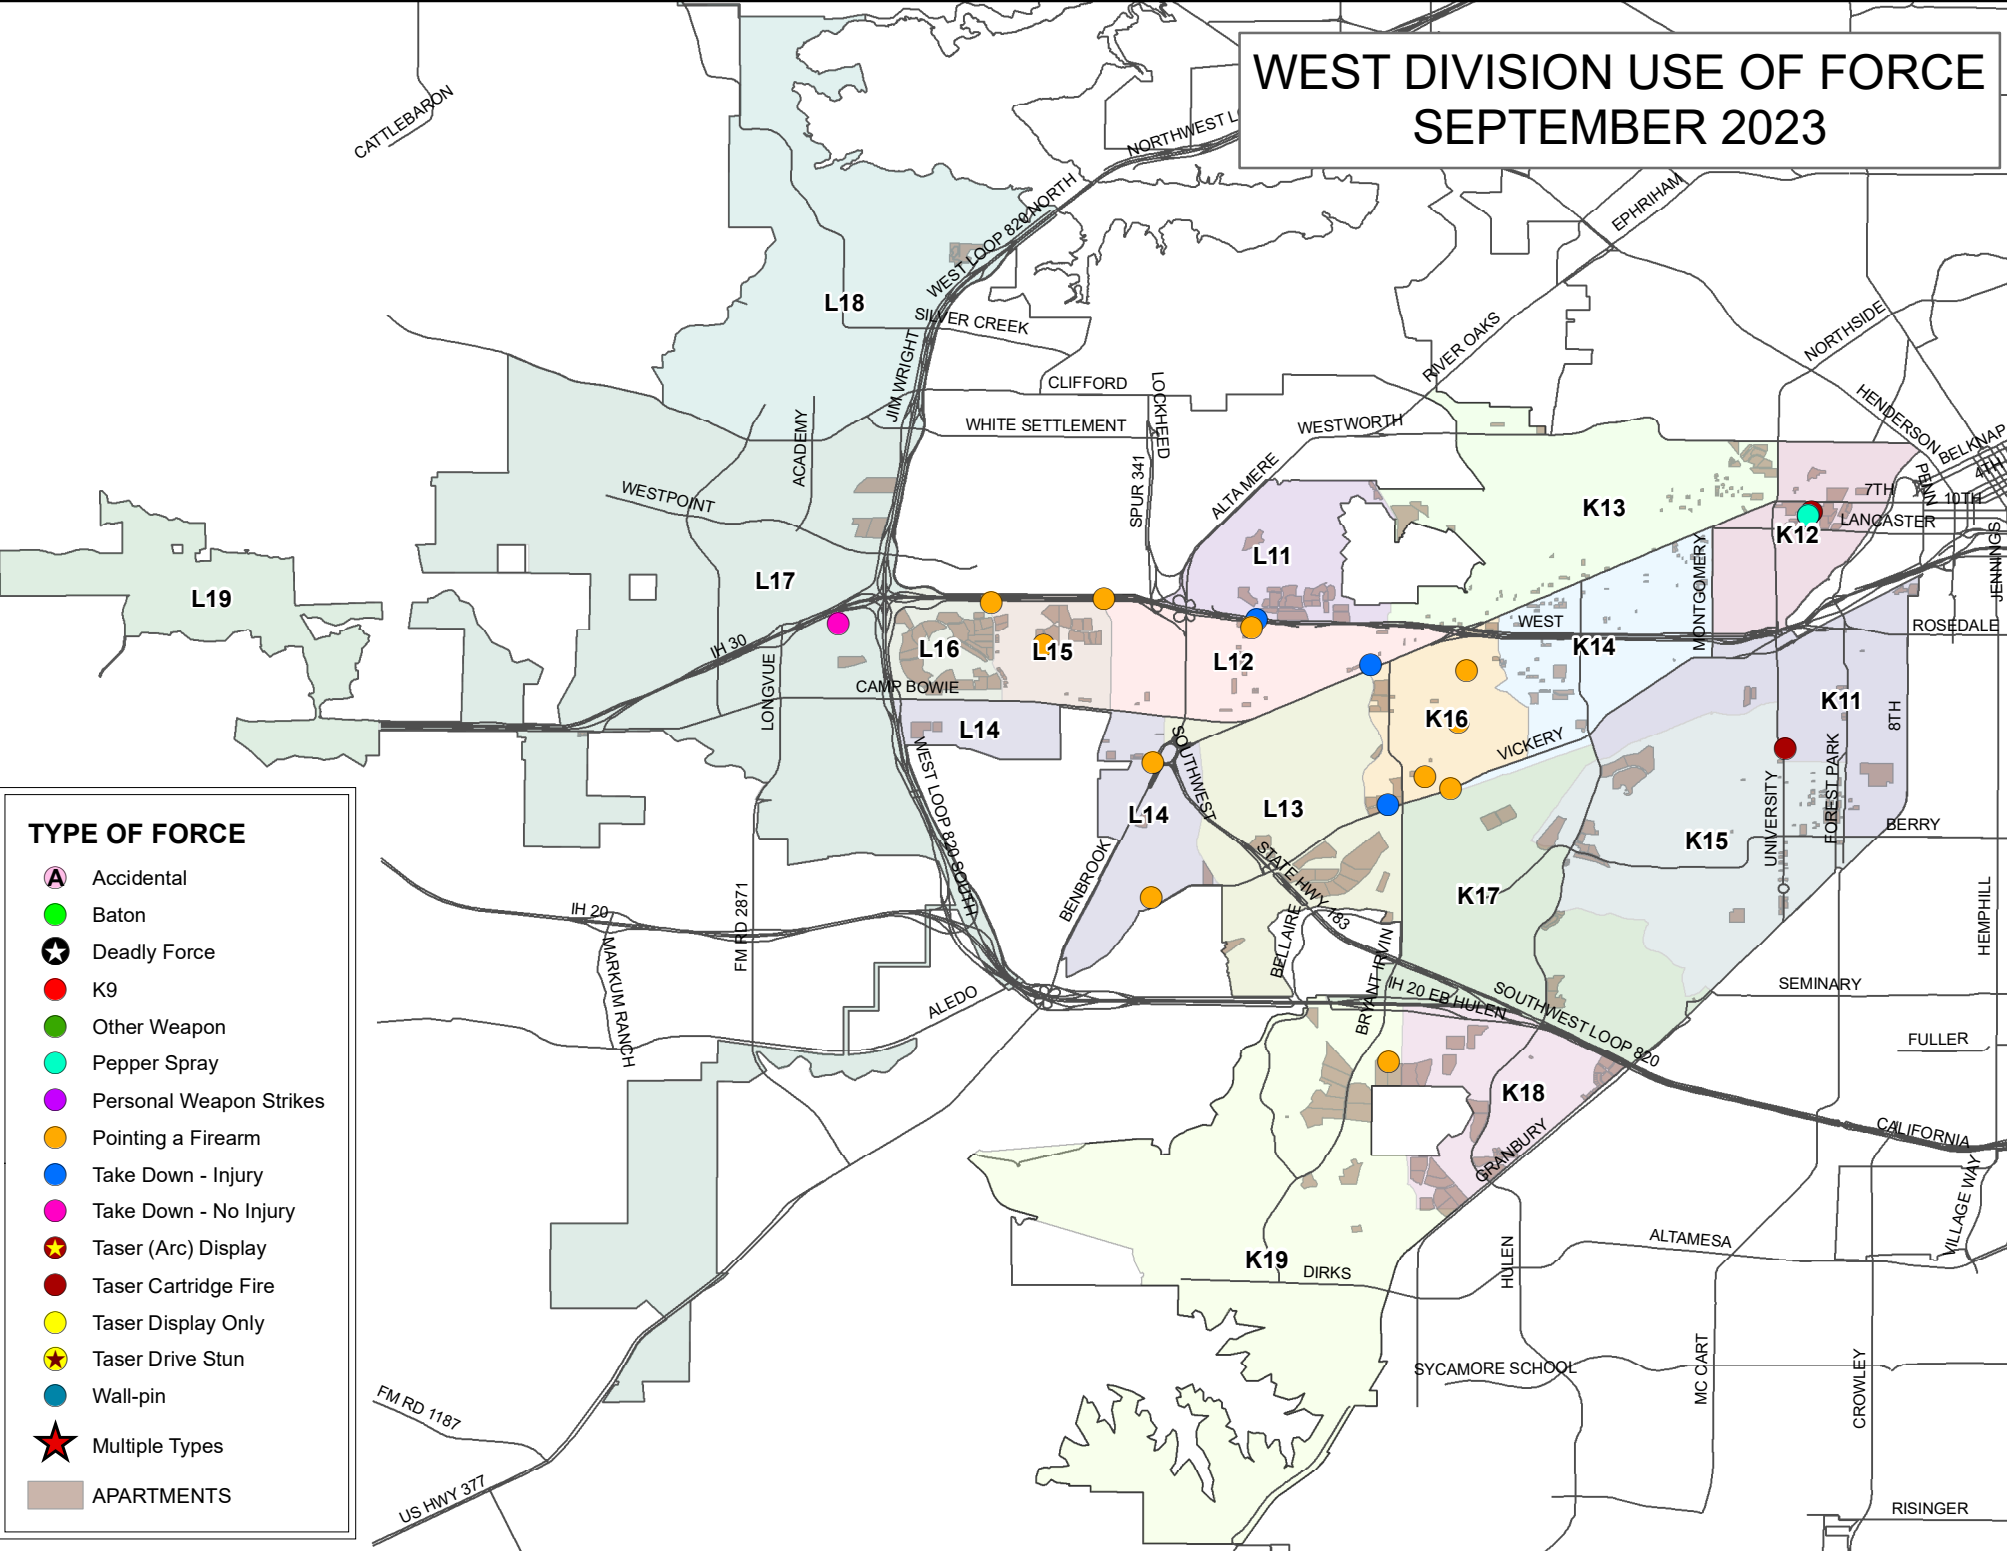 WEST DIVISION USE OF FORCE
SEPTEMBER 2023
CATTLEBARON
NORTHWEST L
WEST LOOP 820 NORTH
EPHRIHAM
L18
SILVER CREEK
JIM WRIGHT
CLIFFORD
LOCKHEED
RIVER OAKS
NORTHSIDE
HENDERSON
BELKNAP
WHITE SETTLEMENT
WESTWORTH
ACADEMY
WESTPOINT
SPUR 341
ALTA MERE
K13
7TH
PENN
10TH
4TH
LANCASTER
K12
L11
MONTGOMERY
JENNINGS
L19
L17
IH 30
L16
L15
L12
WEST
K14
ROSEDALE
LONGVUE
CAMP BOWIE
K16
K11
8TH
L14
SOUTHWEST
VICKERY
WEST LOOP 820 SOUTH
L14
L13
UNIVERSITY
FOREST PARK
K15
BERRY
STATE HWY 183
BENBROOK
K17
IH 20
FM RD 2871
MARKUM RANCH
BELLAIRE
BRYANT IRVIN
HEMPHILL
ALEDO
IH 20 EB HULEN
SOUTHWEST LOOP 820
SEMINARY
FULLER
K18
GRANBURY
CALIFORNIA
VILLAGE WAY
K19
DIRKS
HULEN
ALTAMESA
SYCAMORE SCHOOL
MC CART
CROWLEY
FM RD 1187
US HWY 377
RISINGER
TYPE OF FORCE
A Accidental
Baton
Deadly Force
K9
Other Weapon
Pepper Spray
Personal Weapon Strikes
Pointing a Firearm
Take Down - Injury
Take Down - No Injury
Taser (Arc) Display
Taser Cartridge Fire
Taser Display Only
Taser Drive Stun
Wall-pin
Multiple Types
APARTMENTS